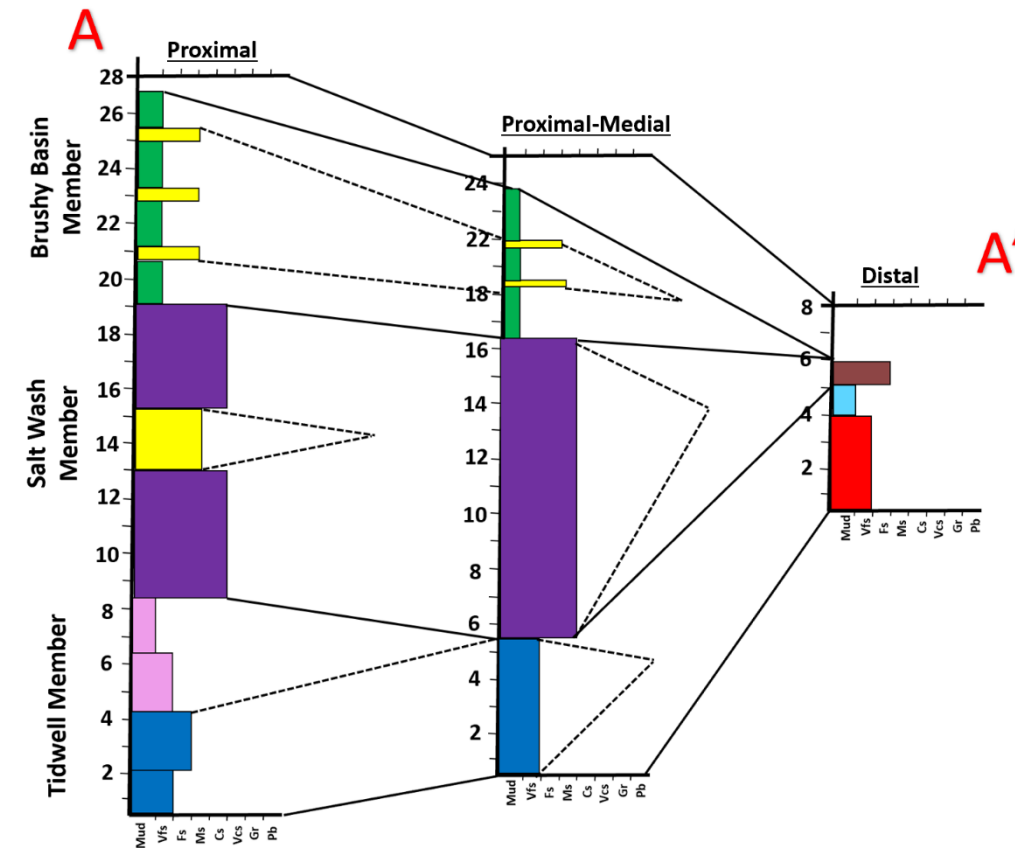 A
Proximal
28
26
24
22
20
18
16
14
12
10
8
6
4
2
Brushy Basin
Member
Salt Wash
Member
Tidwell Member
Mud
Vfs
Fs
Ms
Cs
Vcs
Gr
Pb
Proximal-Medial
24
22
18
16
14
12
10
8
6
4
2
Mud
Vfs
Fs
Ms
Cs
Vcs
Gr
Pb
A'
Distal
8
6
4
2
Mud
Vfs
Fs
Ms
Cs
Vcs
Gr
Pb